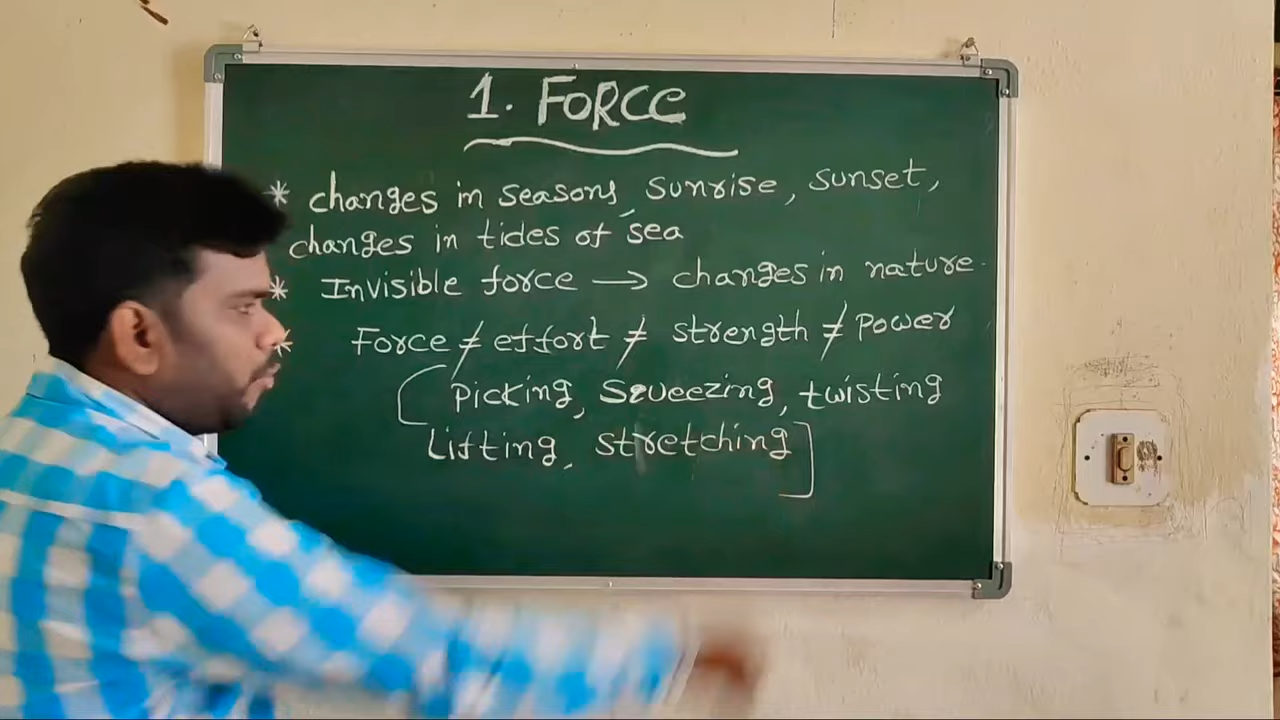 1. FORCE
* changes in seasons, sunrise, sunset,
changes in tides of sea
* Invisible force → changes in nature.
* Force ≠ effort ≠ strength ≠ power
[Picking, Squeezing, twisting
Lifting, stretching]